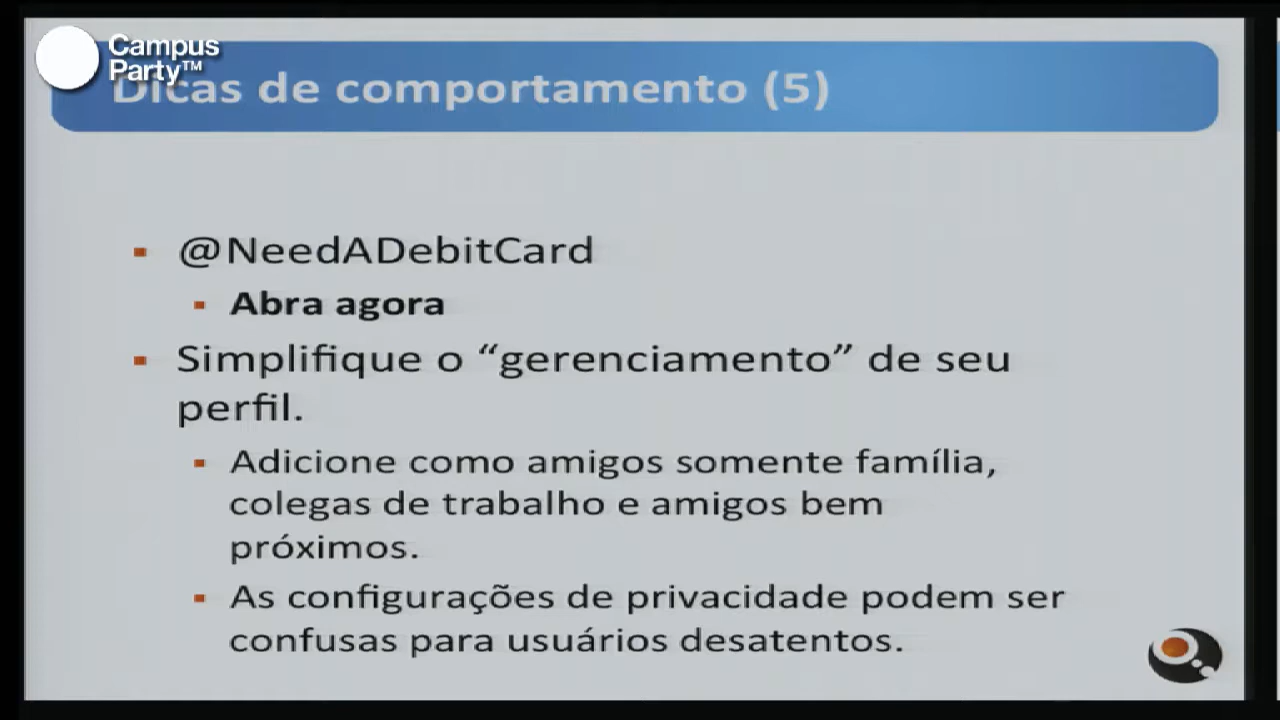 Campus
Party™
Dicas de comportamento (5)
@NeedADebitCard
Abra agora
Simplifique o “gerenciamento” de seu
perfil.
Adicione como amigos somente família,
colegas de trabalho e amigos bem
próximos.
As configurações de privacidade podem ser
confusas para usuários desatentos.